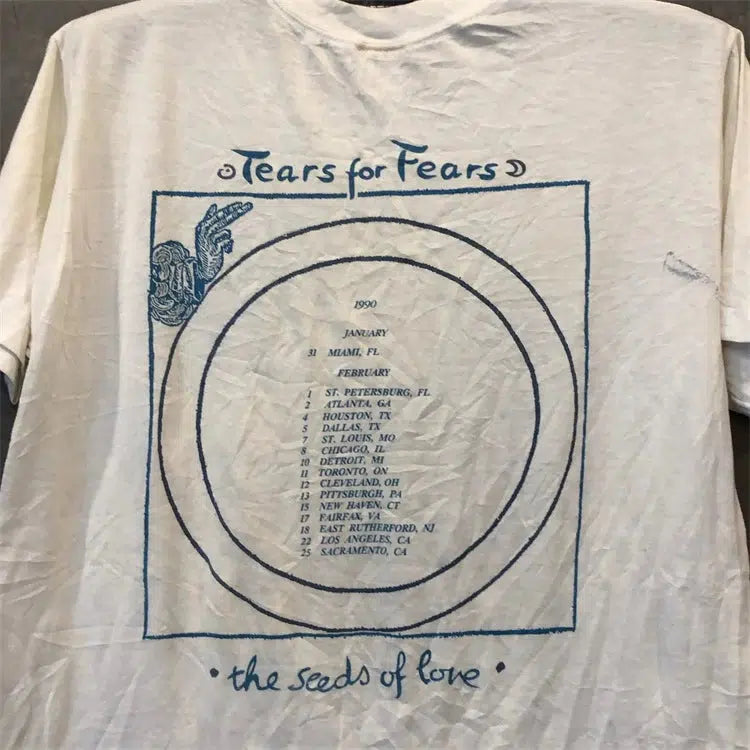 Tears for Fears
1990
JANUARY
31 MIAMI, FL
FEBRUARY
1 ST. PETERSBURG, FL
2 ATLANTA, GA
4 HOUSTON, TX
5 DALLAS, TX
7 ST. LOUIS, MO
8 CHICAGO, IL
10 DETROIT, MI
11 TORONTO, ON
12 CLEVELAND, OH
13 PITTSBURGH, PA
15 NEW HAVEN, CT
17 FAIRFAX, VA
18 EAST RUTHERFORD, NJ
22 LOS ANGELES, CA
25 SACRAMENTO, CA
• the seeds of love •